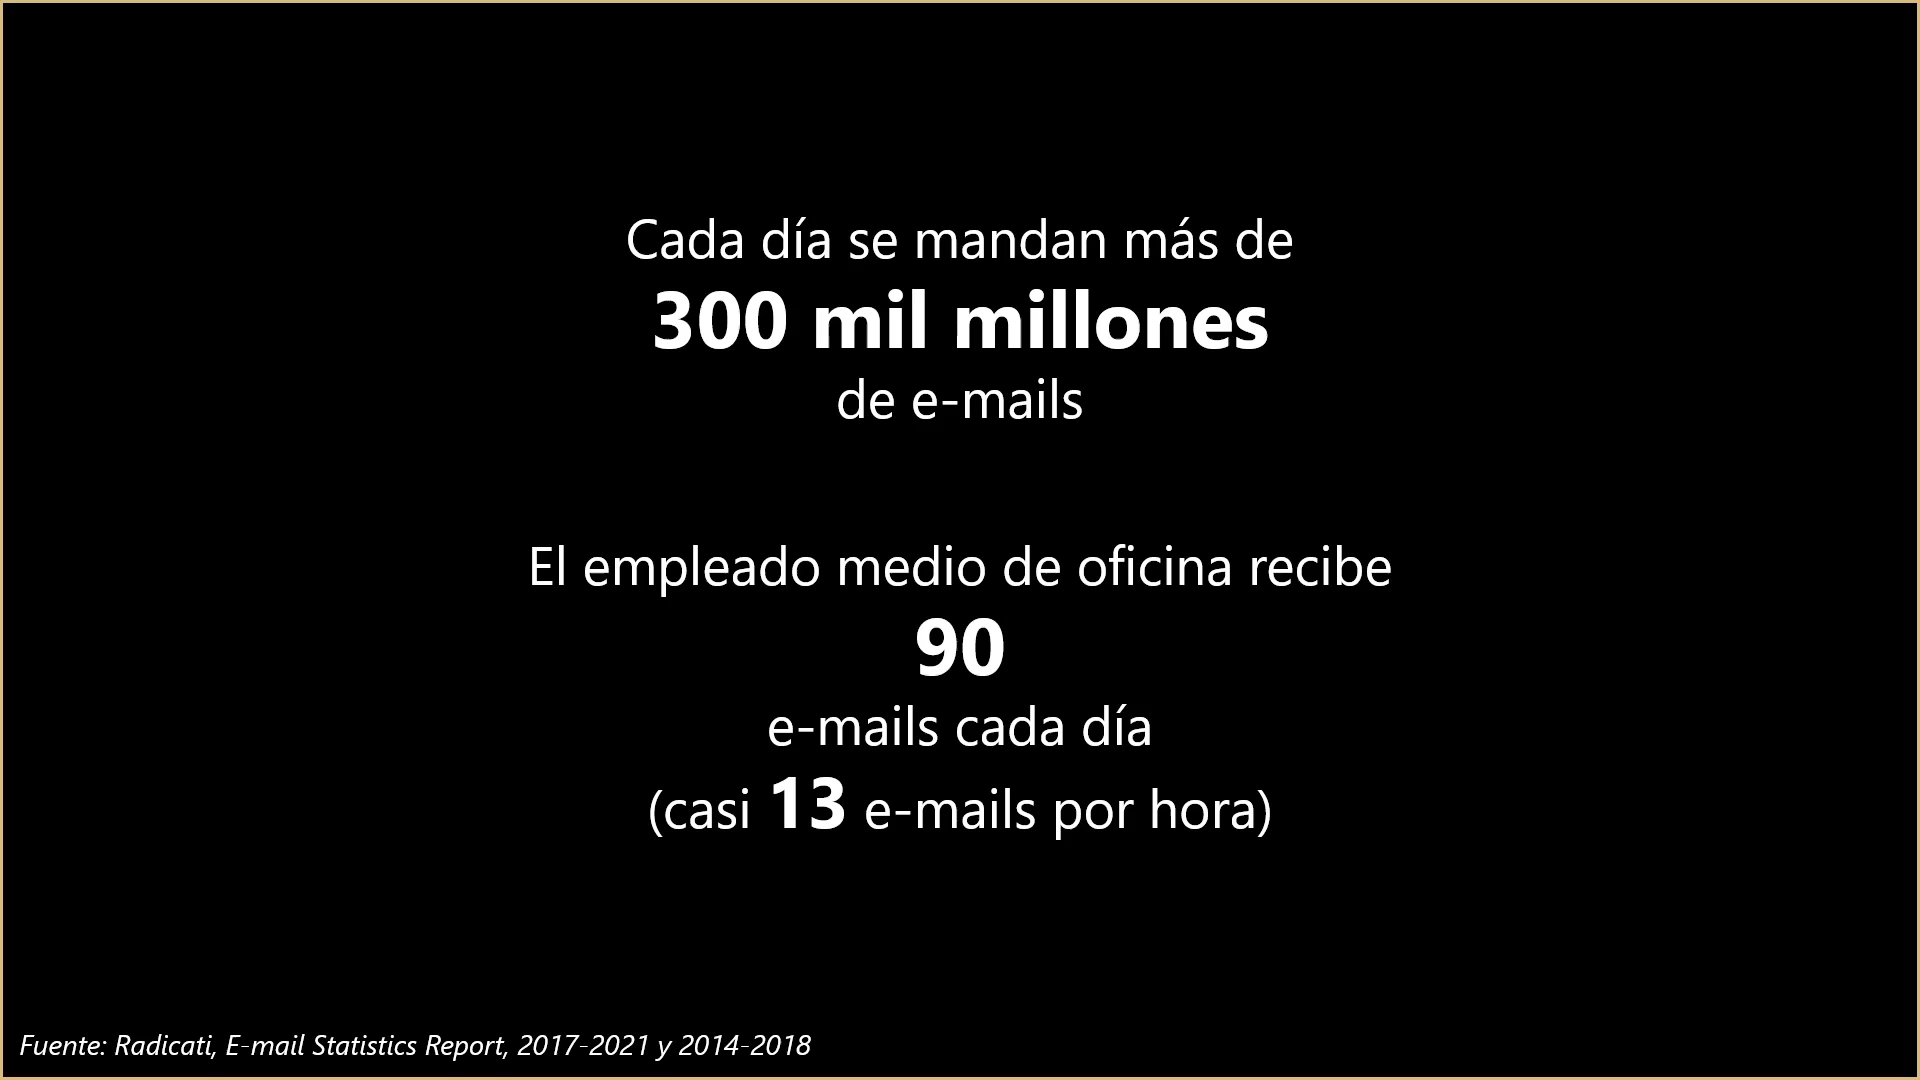 Cada día se mandan más de
300 mil millones
de e-mails
El empleado medio de oficina recibe
90
e-mails cada día
(casi 13 e-mails por hora)
Fuente: Radicati, E-mail Statistics Report, 2017-2021 y 2014-2018